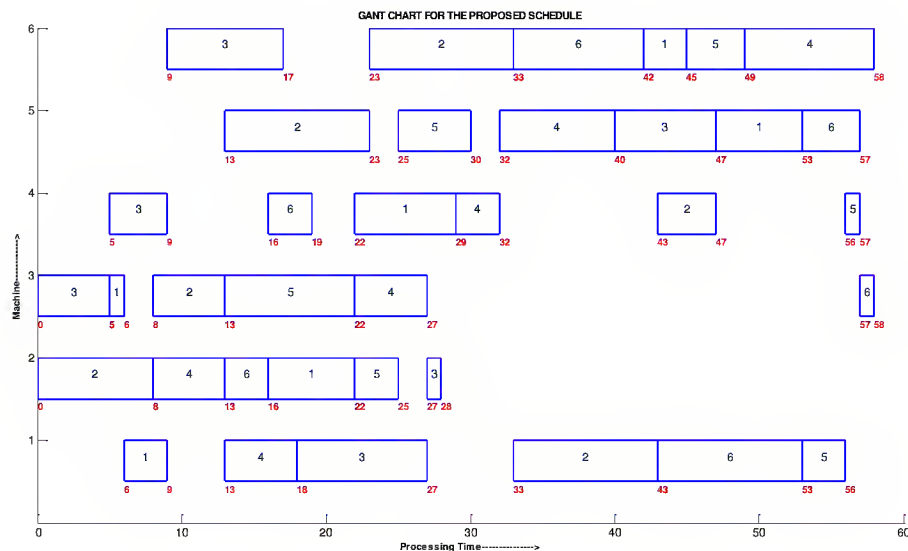 GANT CHART FOR THE PROPOSED SCHEDULE
6
3 2 6 1 5 4
9 17 23 33 42 45 49 58
5
2 5 4 3 1 6
13 23 25 30 32 40 47 53 57
4
3 6 1 4 2 5
5 9 16 19 22 29 32 43 47 56 57
Machine------------->
3
3 1 2 5 4 6
0 5 6 8 13 22 27 57 58
2
2 4 6 1 5 3
0 8 13 16 22 25 27 28
1
1 4 3 2 6 5
6 9 13 18 27 33 43 53 56
0 10 20 30 40 50 60
Processing Time--------------->